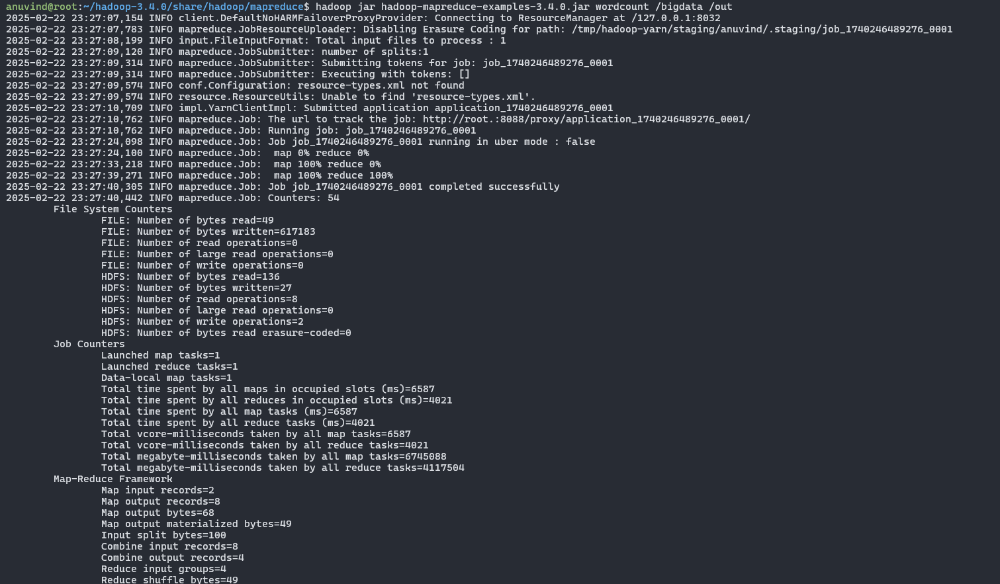 anuvind@root:~/hadoop-3.4.0/share/hadoop/mapreduce$ hadoop jar hadoop-mapreduce-examples-3.4.0.jar wordcount /bigdata /out
2025-02-22 23:27:07,154 INFO client.DefaultNoHARMFailoverProxyProvider: Connecting to ResourceManager at /127.0.0.1:8032
2025-02-22 23:27:07,783 INFO mapreduce.JobResourceUploader: Disabling Erasure Coding for path: /tmp/hadoop-yarn/staging/anuvind/.staging/job_1740246489276_0001
2025-02-22 23:27:08,199 INFO input.FileInputFormat: Total input files to process : 1
2025-02-22 23:27:09,120 INFO mapreduce.JobSubmitter: number of splits:1
2025-02-22 23:27:09,314 INFO mapreduce.JobSubmitter: Submitting tokens for job: job_1740246489276_0001
2025-02-22 23:27:09,314 INFO mapreduce.JobSubmitter: Executing with tokens: []
2025-02-22 23:27:09,574 INFO conf.Configuration: resource-types.xml not found
2025-02-22 23:27:09,574 INFO resource.ResourceUtils: Unable to find 'resource-types.xml'.
2025-02-22 23:27:10,709 INFO impl.YarnClientImpl: Submitted application application_1740246489276_0001
2025-02-22 23:27:10,762 INFO mapreduce.Job: The url to track the job: http://root.:8088/proxy/application_1740246489276_0001/
2025-02-22 23:27:10,762 INFO mapreduce.Job: Running job: job_1740246489276_0001
2025-02-22 23:27:24,098 INFO mapreduce.Job: Job job_1740246489276_0001 running in uber mode : false
2025-02-22 23:27:24,100 INFO mapreduce.Job:  map 0% reduce 0%
2025-02-22 23:27:33,218 INFO mapreduce.Job:  map 100% reduce 0%
2025-02-22 23:27:39,271 INFO mapreduce.Job:  map 100% reduce 100%
2025-02-22 23:27:40,305 INFO mapreduce.Job: Job job_1740246489276_0001 completed successfully
2025-02-22 23:27:40,442 INFO mapreduce.Job: Counters: 54
File System Counters
FILE: Number of bytes read=49
FILE: Number of bytes written=617183
FILE: Number of read operations=0
FILE: Number of large read operations=0
FILE: Number of write operations=0
HDFS: Number of bytes read=136
HDFS: Number of bytes written=27
HDFS: Number of read operations=8
HDFS: Number of large read operations=0
HDFS: Number of write operations=2
HDFS: Number of bytes read erasure-coded=0
Job Counters
Launched map tasks=1
Launched reduce tasks=1
Data-local map tasks=1
Total time spent by all maps in occupied slots (ms)=6587
Total time spent by all reduces in occupied slots (ms)=4021
Total time spent by all map tasks (ms)=6587
Total time spent by all reduce tasks (ms)=4021
Total vcore-milliseconds taken by all map tasks=6587
Total vcore-milliseconds taken by all reduce tasks=4021
Total megabyte-milliseconds taken by all map tasks=6745088
Total megabyte-milliseconds taken by all reduce tasks=4117504
Map-Reduce Framework
Map input records=2
Map output records=8
Map output bytes=68
Map output materialized bytes=49
Input split bytes=100
Combine input records=8
Combine output records=4
Reduce input groups=4
Reduce shuffle bytes=49